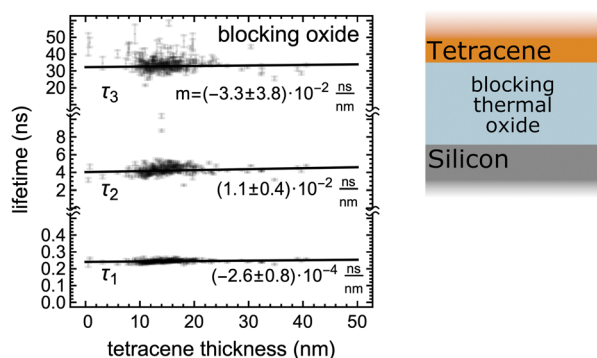 blocking oxide
50
40
30
20
τ3
m=(−3.3±3.8)·10−2 ns/nm
8
6
4
2
τ2
(1.1±0.4)·10−2 ns/nm
0.4
0.3
0.2
0.1
0.0
τ1
(−2.6±0.8)·10−4 ns/nm
lifetime (ns)
0 10 20 30 40 50
tetracene thickness (nm)
Tetracene
blocking
thermal
oxide
Silicon